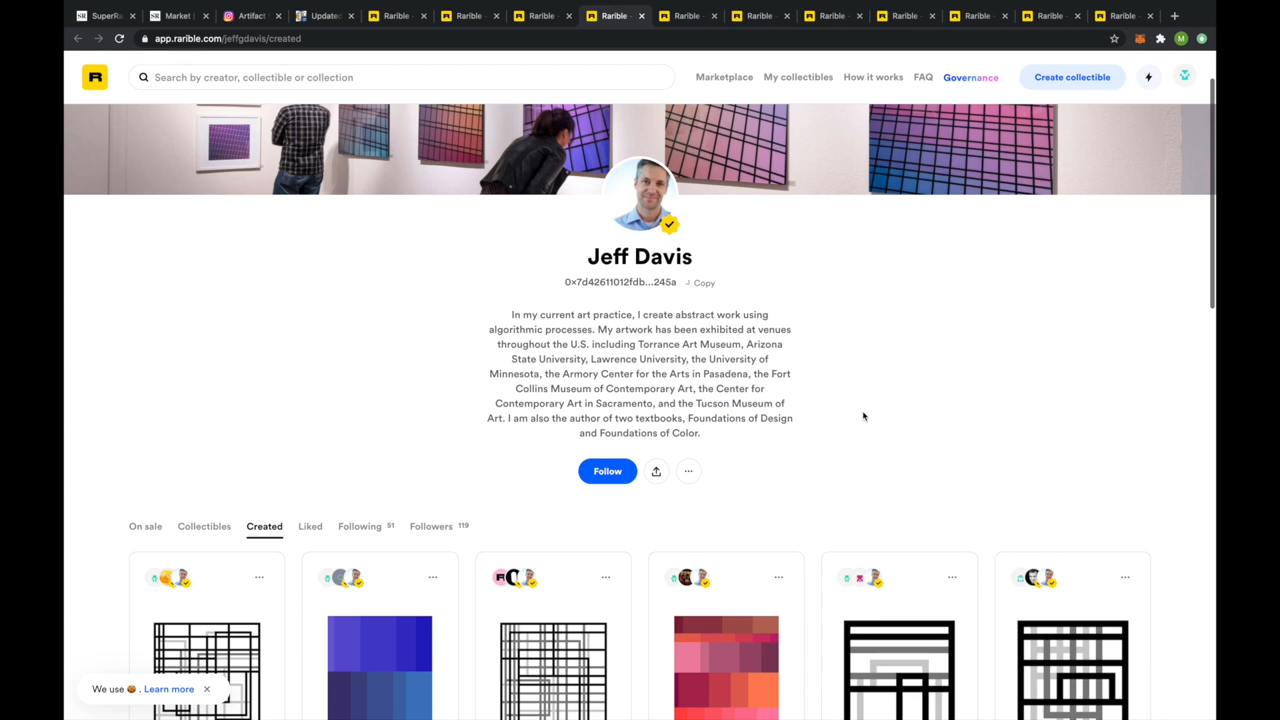 SuperRa
Market |
Artifact
Updated
Rarible
Rarible -
Rarible -
Rarible -
Rarible -
Rarible -
Rarible -
Rarible -
Rarible -
Rarible -
Rarible -
app.rarible.com/jeffgdavis/created
M
R
Search by creator, collectible or collection
Marketplace
My collectibles
How it works
FAQ
Governance
Create collectible
Jeff Davis
0x7d42611012fdb...245a
Copy
In my current art practice, I create abstract work using
algorithmic processes. My artwork has been exhibited at venues
throughout the U.S. including Torrance Art Museum, Arizona
State University, Lawrence University, the University of
Minnesota, the Armory Center for the Arts in Pasadena, the Fort
Collins Museum of Contemporary Art, the Center for
Contemporary Art in Sacramento, and the Tucson Museum of
Art. I am also the author of two textbooks, Foundations of Design
and Foundations of Color.
Follow
On sale
Collectibles
Created
Liked
Following 51
Followers 119
We use 🍪 . Learn more